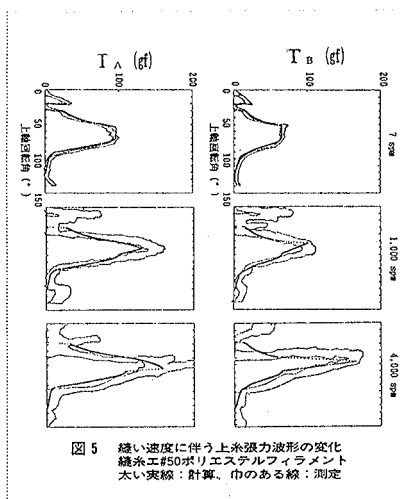 T A (gf)
T B (gf)
0
100
200
0
100
200
0
50
100
150
上軸回転角(°)
0
50
100
150
上軸回転角(°)
7 spm
1,000 spm
4,000 spm
図 5 縫い速度に伴う上糸張力波形の変化
縫糸エ#50ポリエステルフィラメント
太い実線:計算、巾のある線:測定